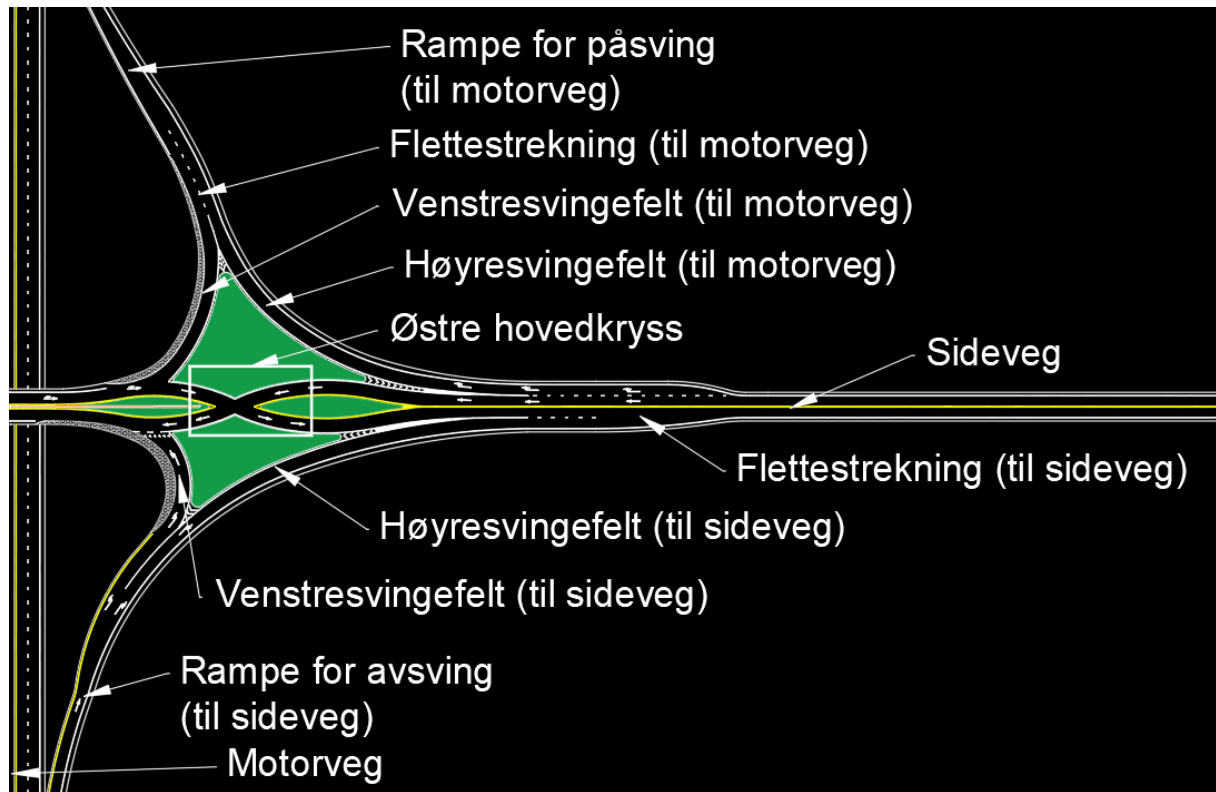 Rampe for påsving
(til motorveg)
Flettestrekning (til motorveg)
Venstresvingefelt (til motorveg)
Høyresvingefelt (til motorveg)
Østre hovedkryss
Sideveg
Flettestrekning (til sideveg)
Høyresvingefelt (til sideveg)
Venstresvingefelt (til sideveg)
Rampe for avsving
(til sideveg)
Motorveg